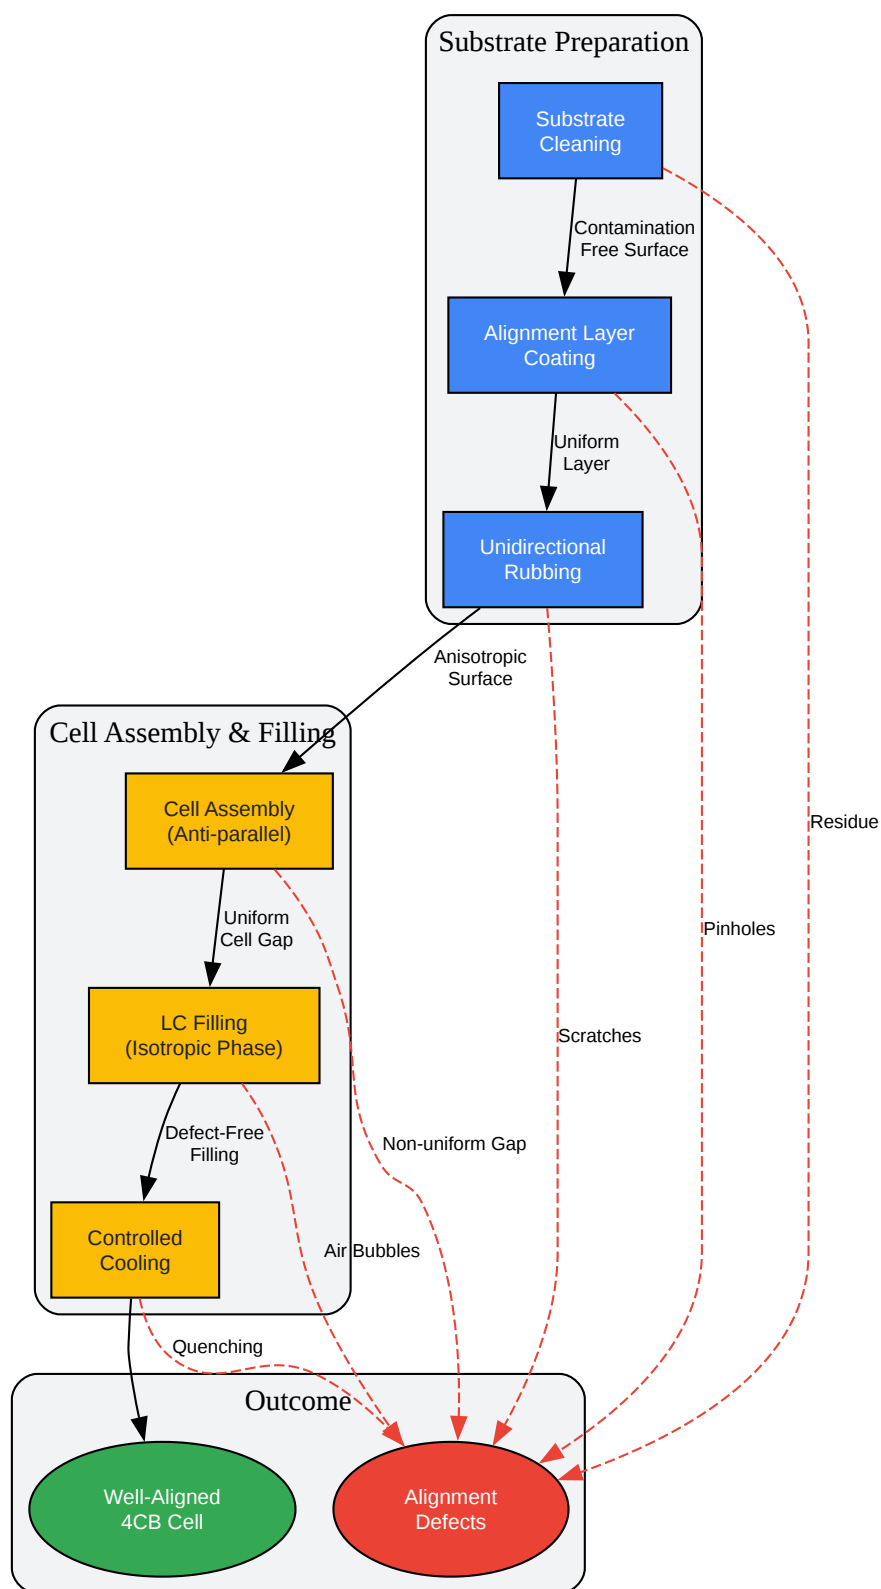 Substrate Preparation
Substrate
Cleaning
Contamination
Free Surface
Alignment Layer
Coating
Uniform
Layer
Unidirectional
Rubbing
Anisotropic
Surface
Cell Assembly & Filling
Cell Assembly
(Anti-parallel)
Residue
Uniform
Cell Gap
Pinholes
LC Filling
(Isotropic Phase)
Scratches
Defect-Free
Filling
Non-uniform Gap
Controlled
Cooling
Air Bubbles
Quenching
Outcome
Well-Aligned
4CB Cell
Alignment
Defects